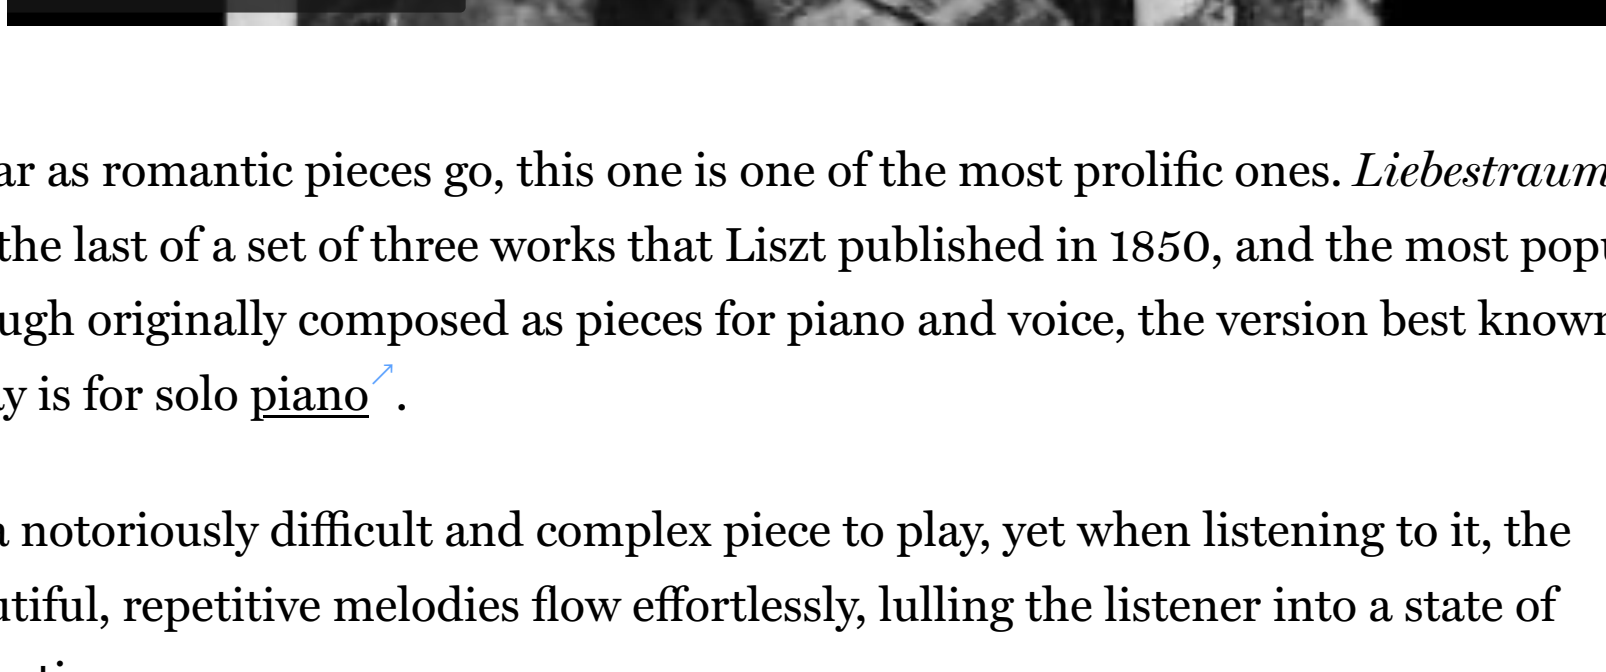 ar as romantic pieces go, this one is one of the most prolific ones. Liebestraum
the last of a set of three works that Liszt published in 1850, and the most popu
ugh originally composed as pieces for piano and voice, the version best known
y is for solo piano↗.
a notoriously difficult and complex piece to play, yet when listening to it, the
utiful, repetitive melodies flow effortlessly, lulling the listener into a state of